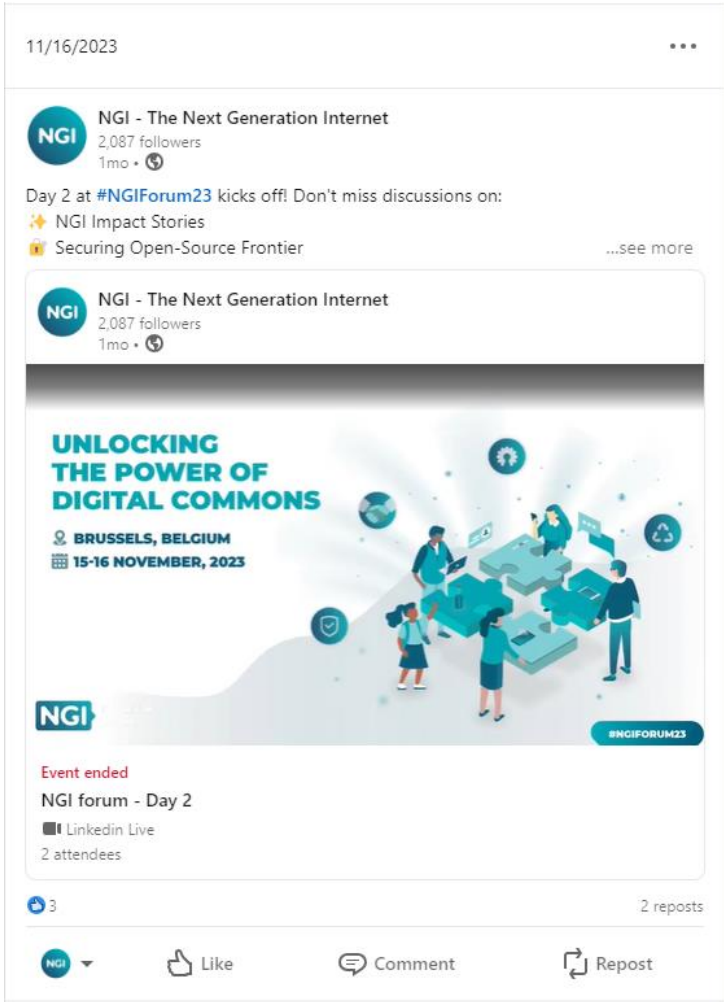 11/16/2023
NGI
NGI - The Next Generation Internet
2,087 followers
1mo •
Day 2 at #NGIForum23 kicks off! Don't miss discussions on:
✨ NGI Impact Stories
🔐 Securing Open-Source Frontier ...see more
NGI
NGI - The Next Generation Internet
2,087 followers
1mo •
UNLOCKING
THE POWER OF
DIGITAL COMMONS
BRUSSELS, BELGIUM
15-16 NOVEMBER, 2023
NGI
#NGIFORUM23
Event ended
NGI forum - Day 2
Linkedin Live
2 attendees
3 2 reposts
NGI Like Comment Repost